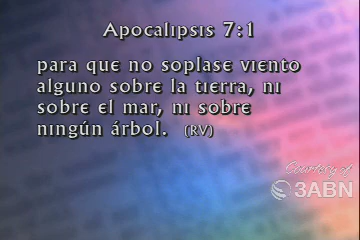 Apocalipsis 7:1
para que no soplase viento
alguno sobre la tierra, ni
sobre el mar, ni sobre
ningún árbol. (RV)
Courtesy of
3ABN